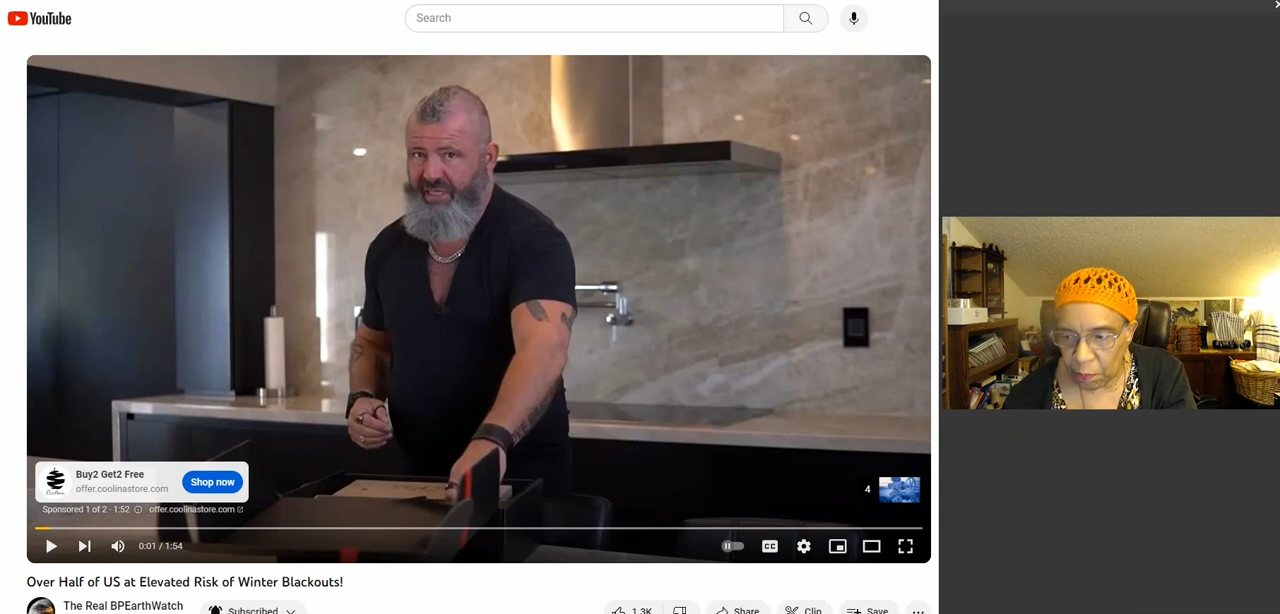 YouTube
Search
Buy2 Get2 Free
offer.coolinastore.com
Shop now
Sponsored 1 of 2 · 1:52
offer.coolinastore.com
4
0:01 / 1:54
CC
Over Half of US at Elevated Risk of Winter Blackouts!
The Real BPEarthWatch
Subscribed
1.3K
Share
Clip
Save